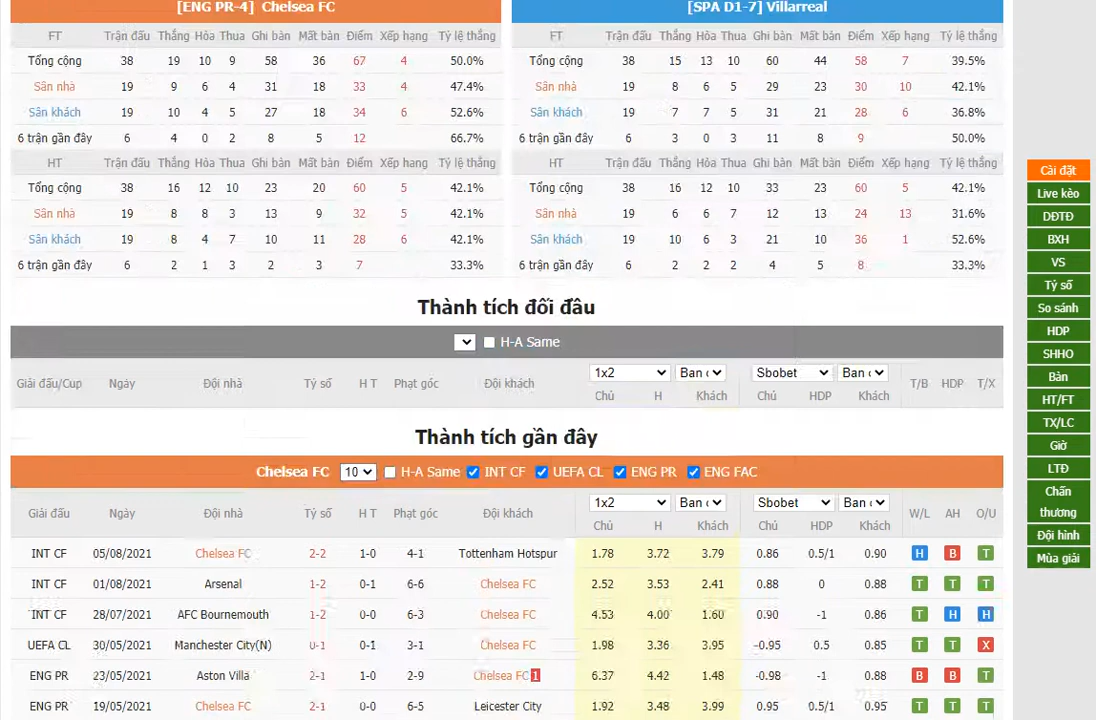 [ENG PR-4] Chelsea FC
FT Trận đấu Thắng Hòa Thua Ghi bàn Mất bàn Điểm Xếp hạng Tỷ lệ thắng
Tổng cộng 38 19 10 9 58 36 67 4 50.0%
Sân nhà 19 9 6 4 31 18 33 4 47.4%
Sân khách 19 10 4 5 27 18 34 6 52.6%
6 trận gần đây 6 4 0 2 8 5 12 66.7%
HT Trận đấu Thắng Hòa Thua Ghi bàn Mất bàn Điểm Xếp hạng Tỷ lệ thắng
Tổng cộng 38 16 12 10 23 20 60 5 42.1%
Sân nhà 19 8 8 3 13 9 32 5 42.1%
Sân khách 19 8 4 7 10 11 28 6 42.1%
6 trận gần đây 6 2 1 3 2 3 7 33.3%
[SPA D1-7] Villarreal
FT Trận đấu Thắng Hòa Thua Ghi bàn Mất bàn Điểm Xếp hạng Tỷ lệ thắng
Tổng cộng 38 15 13 10 60 44 58 7 39.5%
Sân nhà 19 8 6 5 29 23 30 10 42.1%
Sân khách 19 7 7 5 31 21 28 6 36.8%
6 trận gần đây 6 3 0 3 11 8 9 50.0%
HT Trận đấu Thắng Hòa Thua Ghi bàn Mất bàn Điểm Xếp hạng Tỷ lệ thắng
Tổng cộng 38 16 12 10 33 23 60 5 42.1%
Sân nhà 19 6 6 7 12 13 24 13 31.6%
Sân khách 19 10 6 3 21 10 36 1 52.6%
6 trận gần đây 6 2 2 2 4 5 8 33.3%
Thành tích đối đầu
H-A Same
Giải đấu/Cup Ngày Đội nhà Tỷ số H T Phạt góc Đội khách 1x2 Ban Sbobet Ban T/B HDP T/X
Chủ H Khách Chủ HDP Khách
Thành tích gần đây
Chelsea FC 10 H-A Same INT CF UEFA CL ENG PR ENG FAC
Giải đấu Ngày Đội nhà Tỷ số H T Phạt góc Đội khách 1x2 Ban Sbobet Ban W/L AH O/U
Chủ H Khách Chủ HDP Khách
INT CF 05/08/2021 Chelsea FC 2-2 1-0 4-1 Tottenham Hotspur 1.78 3.72 3.79 0.86 0.5/1 0.90 H B T
INT CF 01/08/2021 Arsenal 1-2 0-1 6-6 Chelsea FC 2.52 3.53 2.41 0.88 0 0.88 T T T
INT CF 28/07/2021 AFC Bournemouth 1-2 0-0 6-3 Chelsea FC 4.53 4.00 1.60 0.90 -1 0.86 T H H
UEFA CL 30/05/2021 Manchester City(N) 0-1 0-1 3-1 Chelsea FC 1.98 3.36 3.95 -0.95 0.5 0.85 T T X
ENG PR 23/05/2021 Aston Villa 2-1 1-0 2-9 Chelsea FC 1 6.37 4.42 1.48 -0.98 -1 0.88 B B T
ENG PR 19/05/2021 Chelsea FC 2-1 0-0 6-5 Leicester City 1.92 3.48 3.99 0.95 0.5/1 0.95 T T T
Cài đặt
Live kèo
DĐTĐ
BXH
VS
Tỷ số
So sánh
HDP
SHHO
Bàn
HT/FT
TX/LC
Giờ
LTĐ
Chấn
thương
Đội hình
Mùa giải